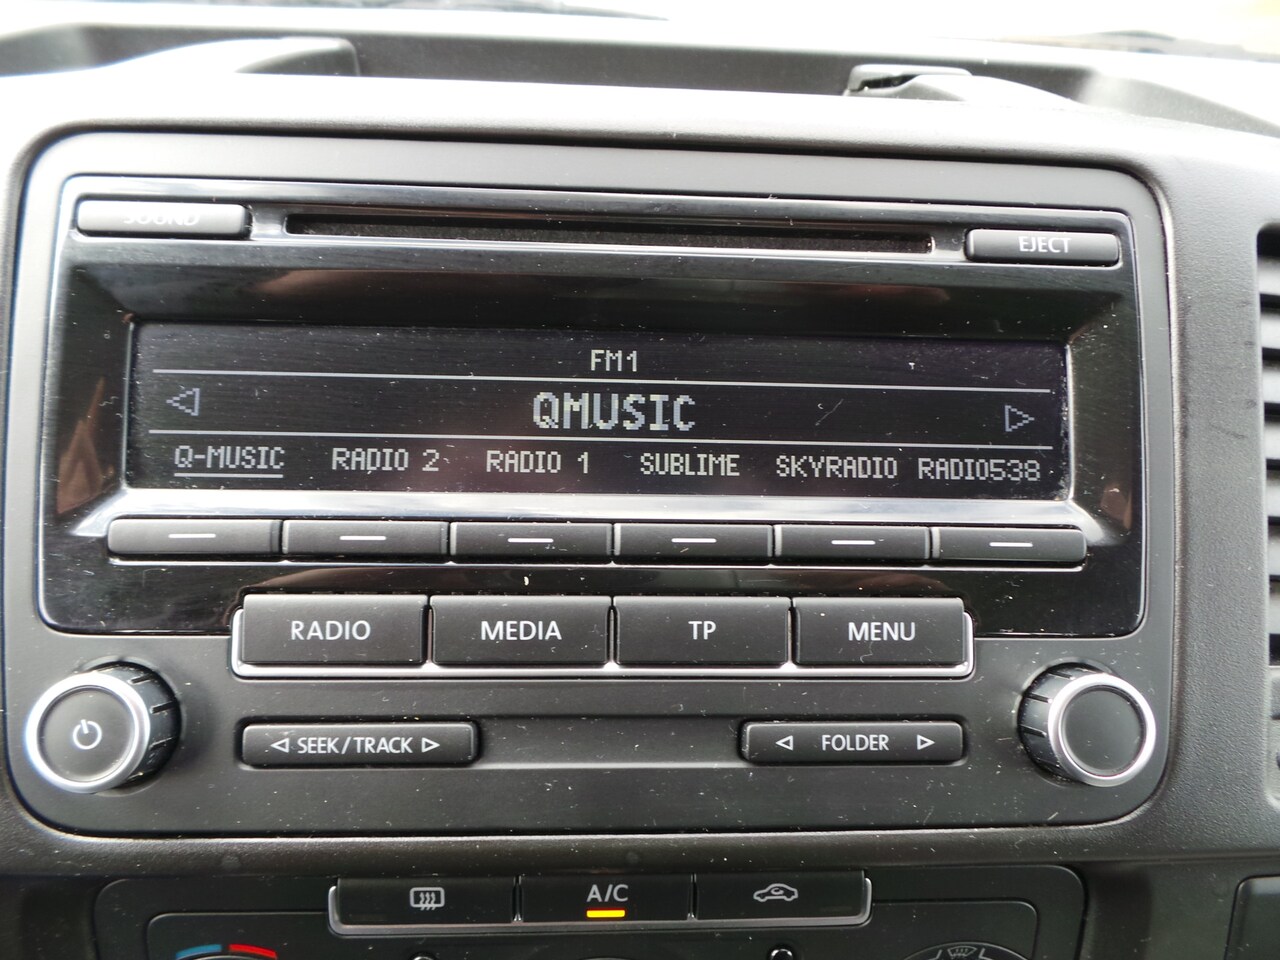 SOUND
EJECT
FM1
QMUSIC
Q-MUSIC RADIO 2 RADIO 1 SUBLIME SKYRADIO RADIO538
RADIO MEDIA TP MENU
SEEK/TRACK FOLDER
A/C